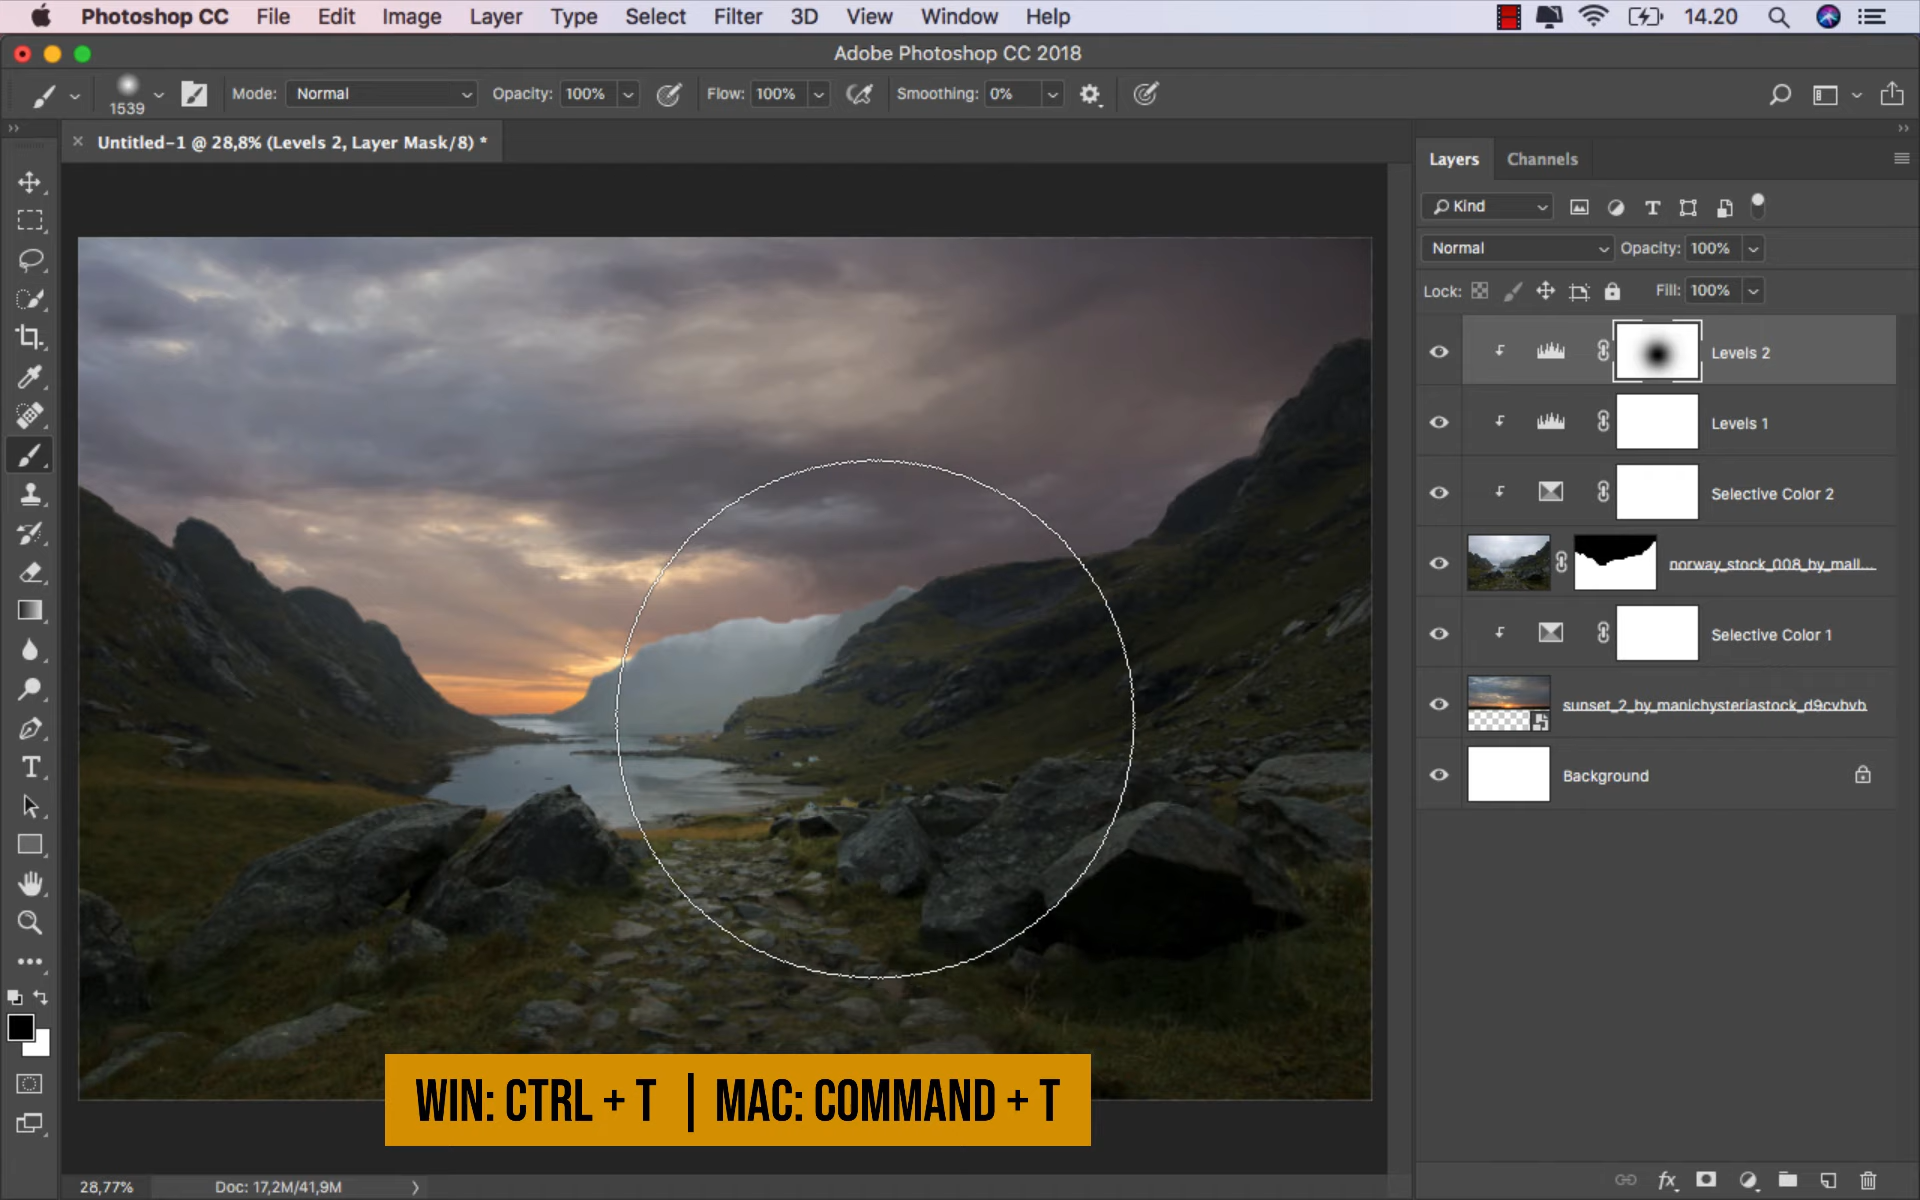 Photoshop CC File Edit Image Layer Type Select Filter 3D View Window Help 14.20
Adobe Photoshop CC 2018
1539 Mode: Normal Opacity: 100% Flow: 100% Smoothing: 0%
Untitled-1 @ 28,8% (Levels 2, Layer Mask/8) *
Layers Channels
Kind
Normal Opacity: 100%
Lock: Fill: 100%
Levels 2
Levels 1
Selective Color 2
norway_stock_008_by_mall...
Selective Color 1
sunset_2_by_manichysteriastock_d9cvbvb
Background
WIN: CTRL + T | MAC: COMMAND + T
28,77% Doc: 17,2M/41,9M
fx